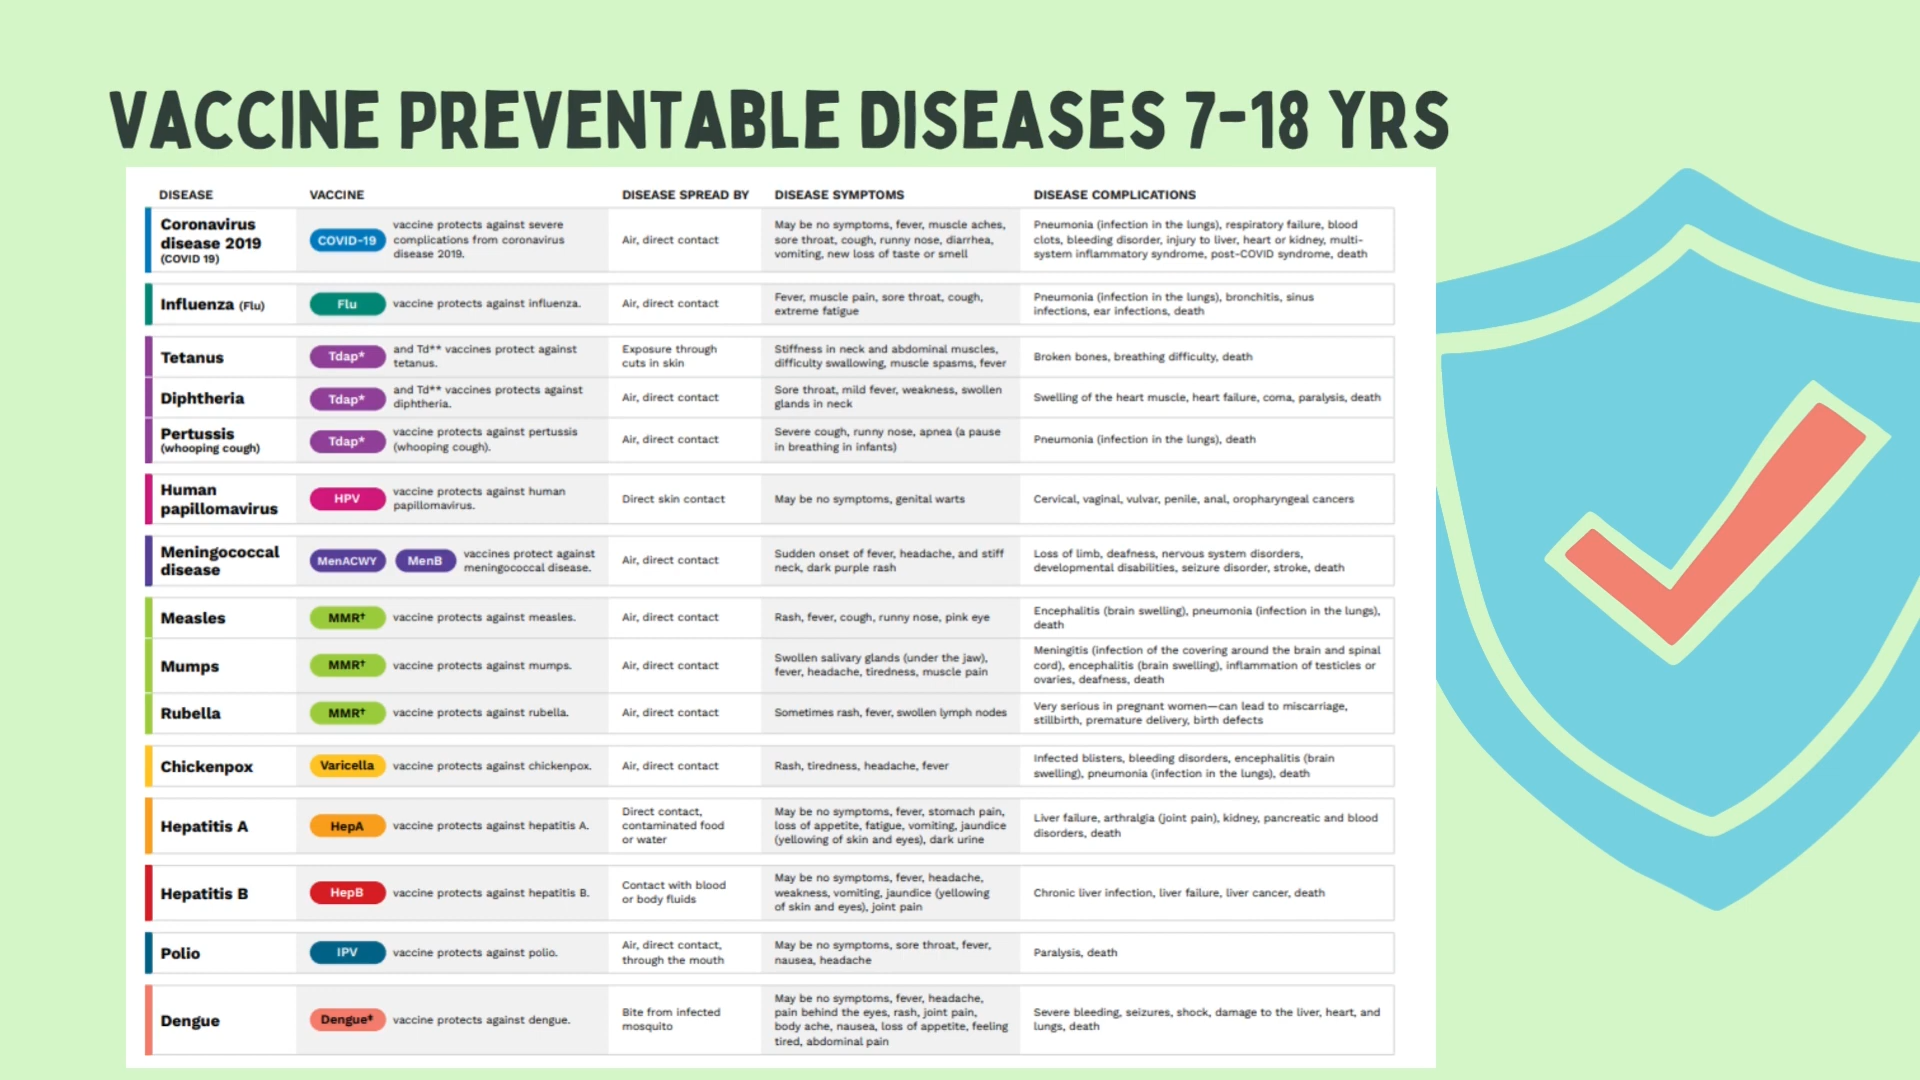 VACCINE PREVENTABLE DISEASES 7-18 YRS
DISEASE VACCINE DISEASE SPREAD BY DISEASE SYMPTOMS DISEASE COMPLICATIONS
Coronavirus
disease 2019
(COVID 19)
COVID-19
vaccine protects against severe
complications from coronavirus
disease 2019.
Air, direct contact
May be no symptoms, fever, muscle aches,
sore throat, cough, runny nose, diarrhea,
vomiting, new loss of taste or smell
Pneumonia (infection in the lungs), respiratory failure, blood
clots, bleeding disorder, injury to liver, heart or kidney, multi-
system inflammatory syndrome, post-COVID syndrome, death
Influenza (Flu)
Flu
vaccine protects against influenza.
Air, direct contact
Fever, muscle pain, sore throat, cough,
extreme fatigue
Pneumonia (infection in the lungs), bronchitis, sinus
infections, ear infections, death
Tetanus
Tdap*
and Td** vaccines protect against
tetanus.
Exposure through
cuts in skin
Stiffness in neck and abdominal muscles,
difficulty swallowing, muscle spasms, fever
Broken bones, breathing difficulty, death
Diphtheria
Tdap*
and Td** vaccines protects against
diphtheria.
Air, direct contact
Sore throat, mild fever, weakness, swollen
glands in neck
Swelling of the heart muscle, heart failure, coma, paralysis, death
Pertussis
(whooping cough)
Tdap*
vaccine protects against pertussis
(whooping cough).
Air, direct contact
Severe cough, runny nose, apnea (a pause
in breathing in infants)
Pneumonia (infection in the lungs), death
Human
papillomavirus
HPV
vaccine protects against human
papillomavirus.
Direct skin contact
May be no symptoms, genital warts
Cervical, vaginal, vulvar, penile, anal, oropharyngeal cancers
Meningococcal
disease
MenACWY MenB
vaccines protect against
meningococcal disease.
Air, direct contact
Sudden onset of fever, headache, and stiff
neck, dark purple rash
Loss of limb, deafness, nervous system disorders,
developmental disabilities, seizure disorder, stroke, death
Measles
MMR†
vaccine protects against measles.
Air, direct contact
Rash, fever, cough, runny nose, pink eye
Encephalitis (brain swelling), pneumonia (infection in the lungs),
death
Mumps
MMR†
vaccine protects against mumps.
Air, direct contact
Swollen salivary glands (under the jaw),
fever, headache, tiredness, muscle pain
Meningitis (infection of the covering around the brain and spinal
cord), encephalitis (brain swelling), inflammation of testicles or
ovaries, deafness, death
Rubella
MMR†
vaccine protects against rubella.
Air, direct contact
Sometimes rash, fever, swollen lymph nodes
Very serious in pregnant women—can lead to miscarriage,
stillbirth, premature delivery, birth defects
Chickenpox
Varicella
vaccine protects against chickenpox.
Air, direct contact
Rash, tiredness, headache, fever
Infected blisters, bleeding disorders, encephalitis (brain
swelling), pneumonia (infection in the lungs), death
Hepatitis A
HepA
vaccine protects against hepatitis A.
Direct contact,
contaminated food
or water
May be no symptoms, fever, stomach pain,
loss of appetite, fatigue, vomiting, jaundice
(yellowing of skin and eyes), dark urine
Liver failure, arthralgia (joint pain), kidney, pancreatic and blood
disorders, death
Hepatitis B
HepB
vaccine protects against hepatitis B.
Contact with blood
or body fluids
May be no symptoms, fever, headache,
weakness, vomiting, jaundice (yellowing
of skin and eyes), joint pain
Chronic liver infection, liver failure, liver cancer, death
Polio
IPV
vaccine protects against polio.
Air, direct contact,
through the mouth
May be no symptoms, sore throat, fever,
nausea, headache
Paralysis, death
Dengue
Dengue‡
vaccine protects against dengue.
Bite from infected
mosquito
May be no symptoms, fever, headache,
pain behind the eyes, rash, joint pain,
body ache, nausea, loss of appetite, feeling
tired, abdominal pain
Severe bleeding, seizures, shock, damage to the liver, heart, and
lungs, death